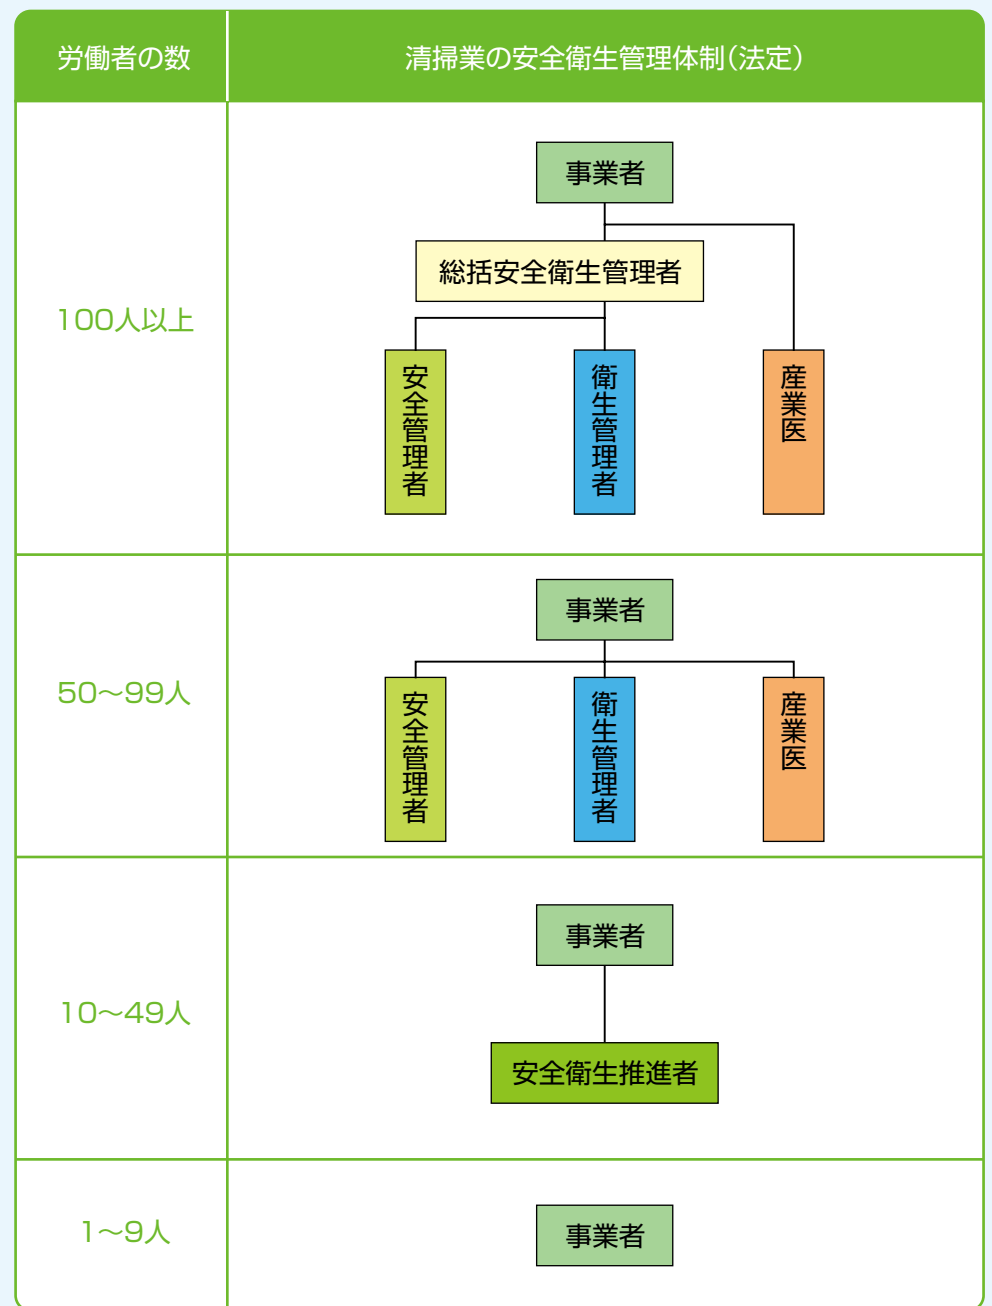 労働者の数
清掃業の安全衛生管理体制(法定)
100人以上
事業者
総括安全衛生管理者
安全管理者
衛生管理者
産業医
50〜99人
事業者
安全管理者
衛生管理者
産業医
10〜49人
事業者
安全衛生推進者
1〜9人
事業者